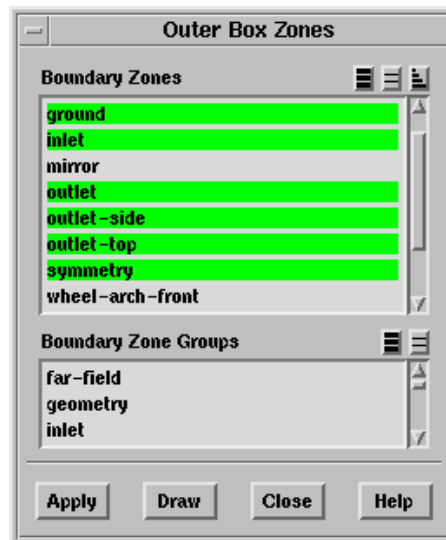 Outer Box Zones
Boundary Zones
ground
inlet
mirror
outlet
outlet-side
outlet-top
symmetry
wheel-arch-front
Boundary Zone Groups
far-field
geometry
inlet
Apply Draw Close Help